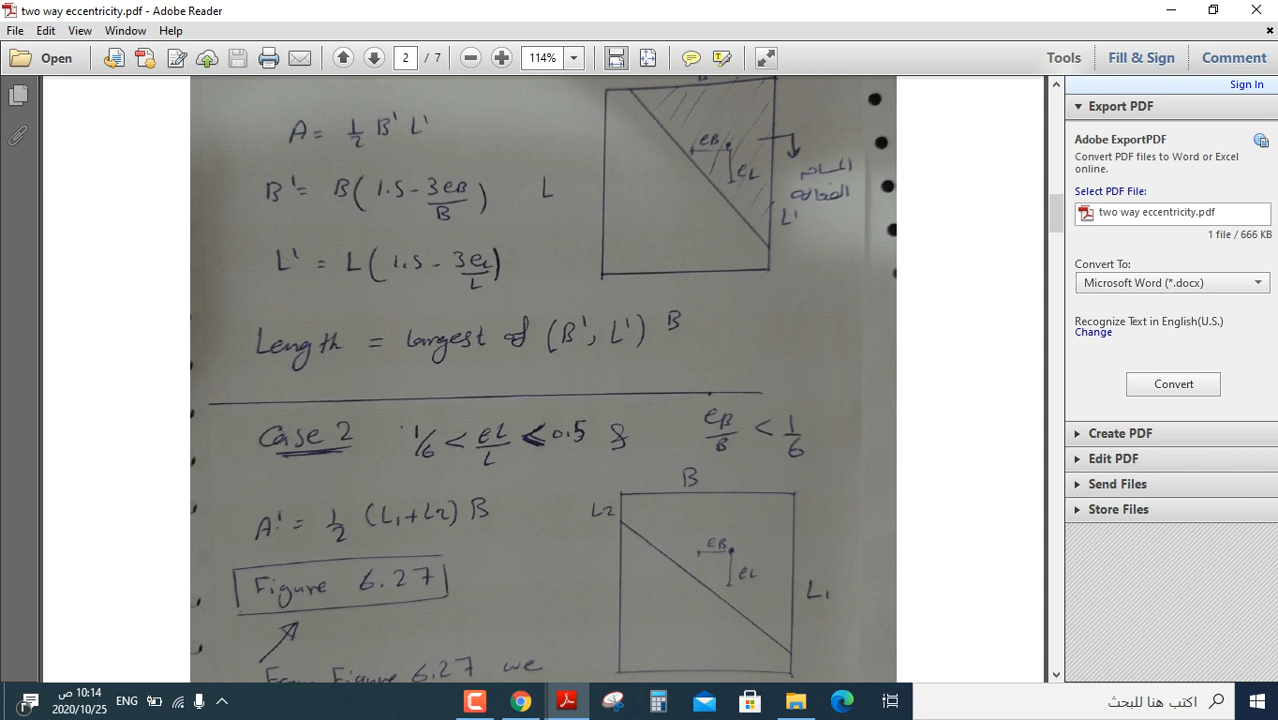 two way eccentricity.pdf - Adobe Reader
File Edit View Window Help
Open 2 / 7 114% Tools Fill & Sign Comment
Sign In
Export PDF
Adobe ExportPDF
Convert PDF files to Word or Excel
online.
Select PDF File:
two way eccentricity.pdf
1 file / 666 KB
Convert To:
Microsoft Word (*.docx)
Recognize Text in English(U.S.)
Change
Convert
Create PDF
Edit PDF
Send Files
Store Files
A = 1/2 B' L'
B' = B ( 1.5 - 3eB/B )
L' = L ( 1.5 - 3eL/L )
Length = largest of (B', L')
L
eB
eL
L'
B
الفعالة
Case 2 1/6 < eL/L < 0.5 & eB/B < 1/6
A' = 1/2 (L1+L2) B
Figure 6.27
From Figure 6.27 we
B
L2
eB
eL
L1
ENG
10:14 ص
2020/10/25
اكتب هنا للبحث